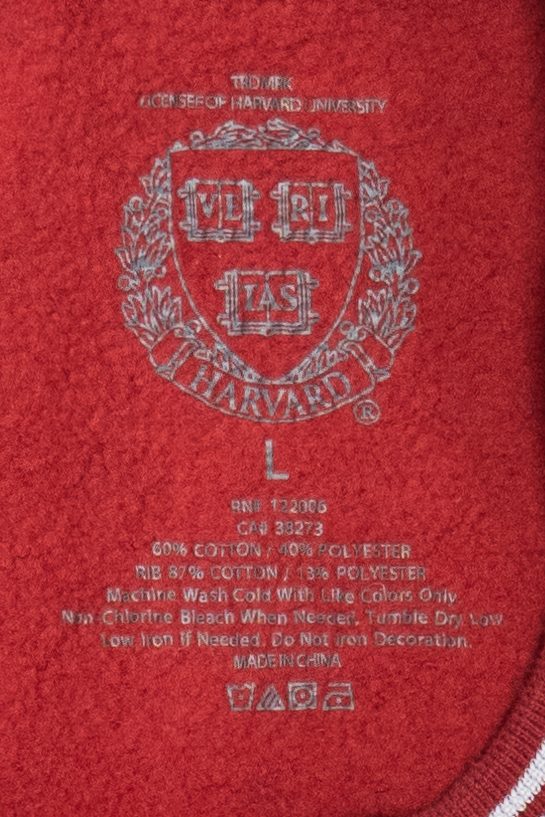 TRDMRK
LICENSEE OF HARVARD UNIVERSITY
VE RI
TAS
HARVARD
®
L
RN# 122006
CA# 38273
60% COTTON / 40% POLYESTER
RIB 87% COTTON / 13% POLYESTER
Machine Wash Cold With Like Colors Only.
Non-Chlorine Bleach When Needed. Tumble Dry Low.
Low Iron If Needed. Do Not Iron Decoration.
MADE IN CHINA